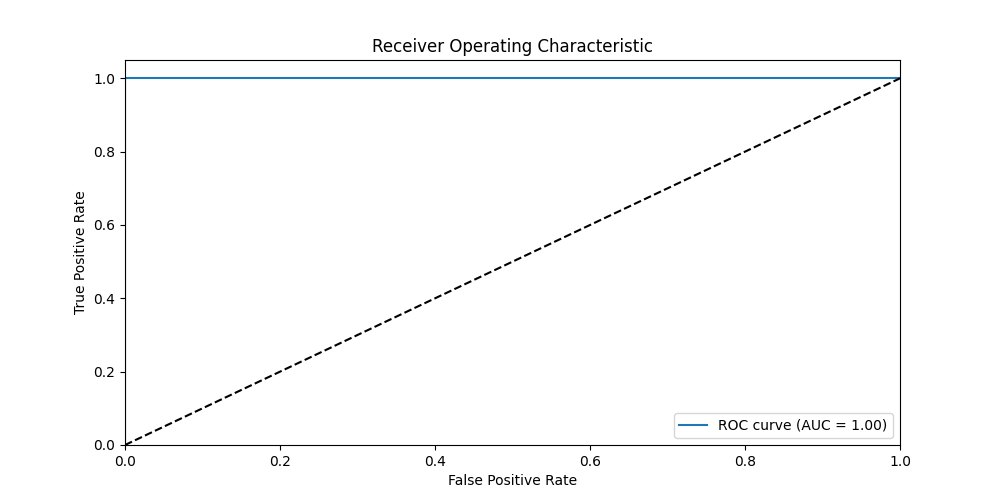 Receiver Operating Characteristic
1.0
0.8
0.6
0.4
0.2
0.0
True Positive Rate
ROC curve (AUC = 1.00)
0.0 0.2 0.4 0.6 0.8 1.0
False Positive Rate